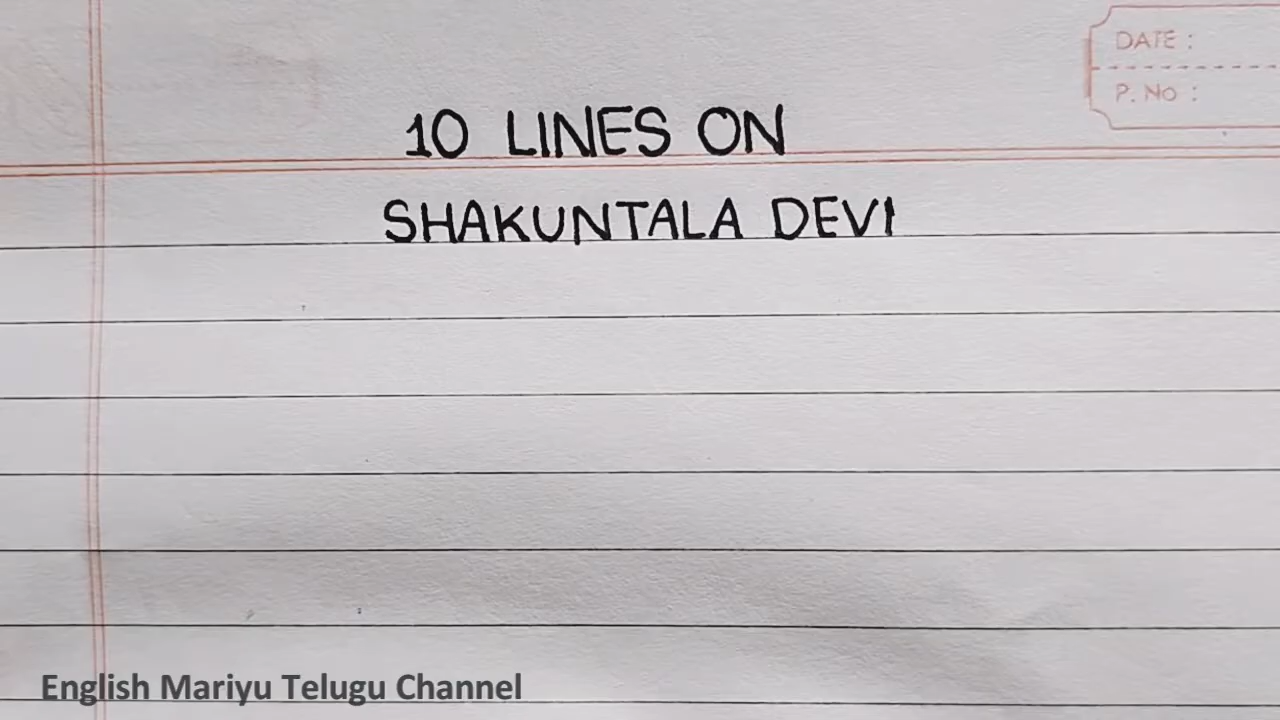 DATE :
P. No :
10 LINES ON
SHAKUNTALA DEVI
English Mariyu Telugu Channel